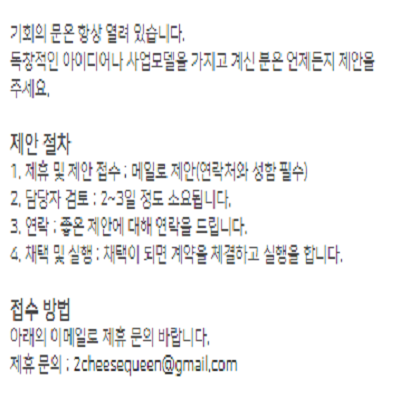 기회의 문은 항상 열려 있습니다.
독창적인 아이디어나 사업모델을 가지고 계신 분은 언제든지 제안을
주세요.
제안 절차
1. 제휴 및 제안 접수 : 메일로 제안(연락처와 성함 필수)
2. 담당자 검토 : 2~3일 정도 소요됩니다.
3. 연락 : 좋은 제안에 대해 연락을 드립니다.
4. 채택 및 실행 : 채택이 되면 계약을 체결하고 실행을 합니다.
접수 방법
아래의 이메일로 제휴 문의 바랍니다.
제휴 문의 : 2cheesequeen@gmail.com